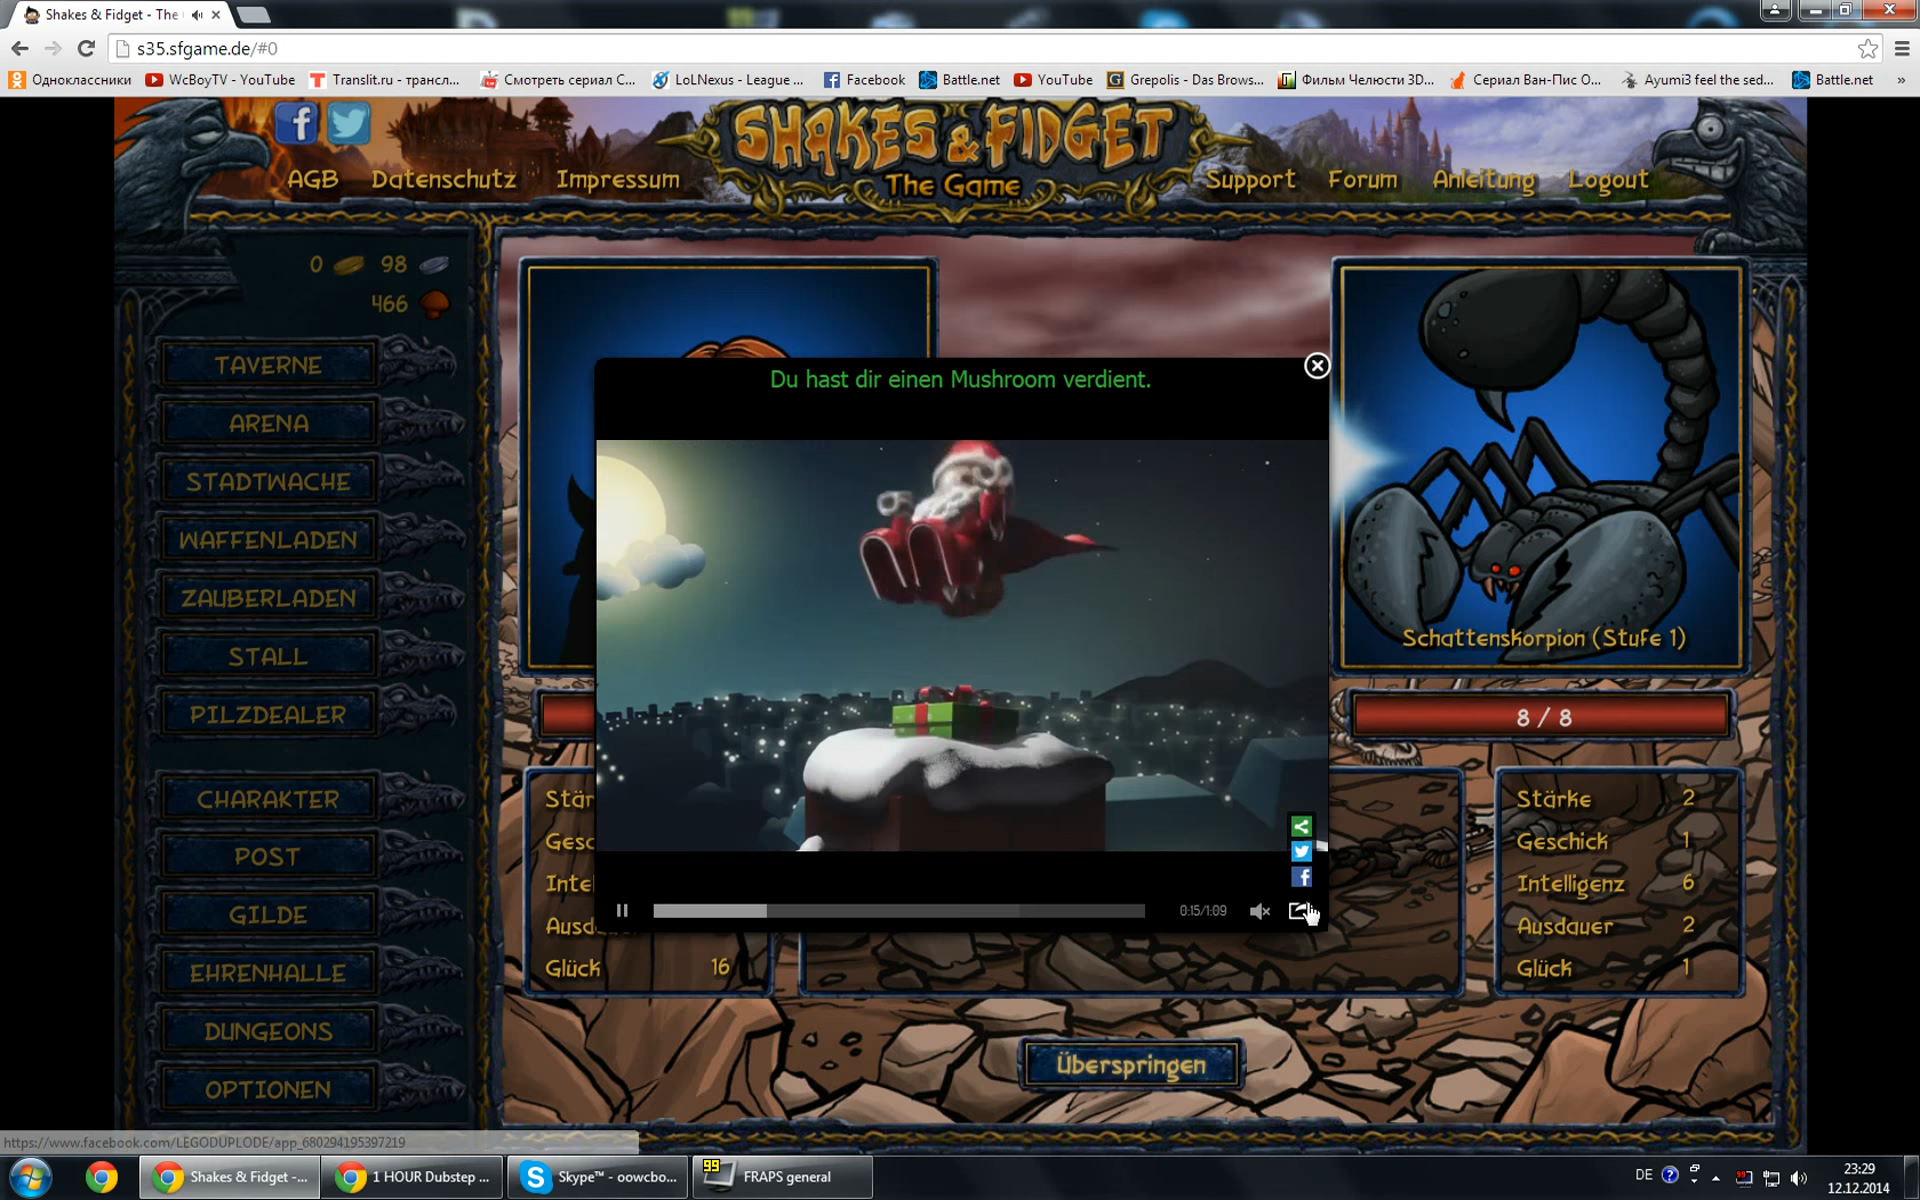 Shakes & Fidget - The
s35.sfgame.de/#0
Одноклассники
WcBoyTV - YouTube
Translit.ru - трансл...
Смотреть сериал С...
LoLNexus - League ...
Facebook
Battle.net
YouTube
Grepolis - Das Brows...
Фильм Челюсти 3D...
Сериал Ван-Пис О...
Ayumi3 feel the sed...
Battle.net
»
SHAKES & FIDGET
The Game
AGB
Datenschutz
Impressum
Support
Forum
Anleitung
Logout
0
98
466
TAVERNE
ARENA
STADTWACHE
WAFFENLADEN
ZAUBERLADEN
STALL
PILZDEALER
CHARAKTER
POST
GILDE
EHRENHALLE
DUNGEONS
OPTIONEN
Du hast dir einen Mushroom verdient.
0:15/1:09
Schattenskorpion (Stufe 1)
8 / 8
Stär
Gesc
Intel
Ausdauer
Glück 16
Stärke 2
Geschick 1
Intelligenz 6
Ausdauer 2
Glück 1
Überspringen
https://www.facebook.com/LEGODUPLODE/app_680294195397219
Shakes & Fidget -...
1 HOUR Dubstep ...
Skype™ - oowcbo...
99
FRAPS general
DE
23:29
12.12.2014